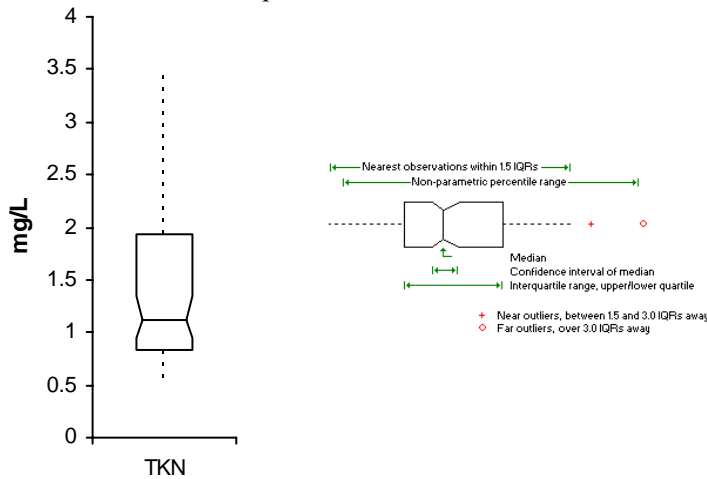 4
3.5
3
2.5
2
1.5
1
0.5
0
mg/L
TKN
Nearest observations within 1.5 IQRs
Non-parametric percentile range
Median
Confidence interval of median
Interquartile range, upper/lower quartile
+ Near outliers, between 1.5 and 3.0 IQRs away
Far outliers, over 3.0 IQRs away